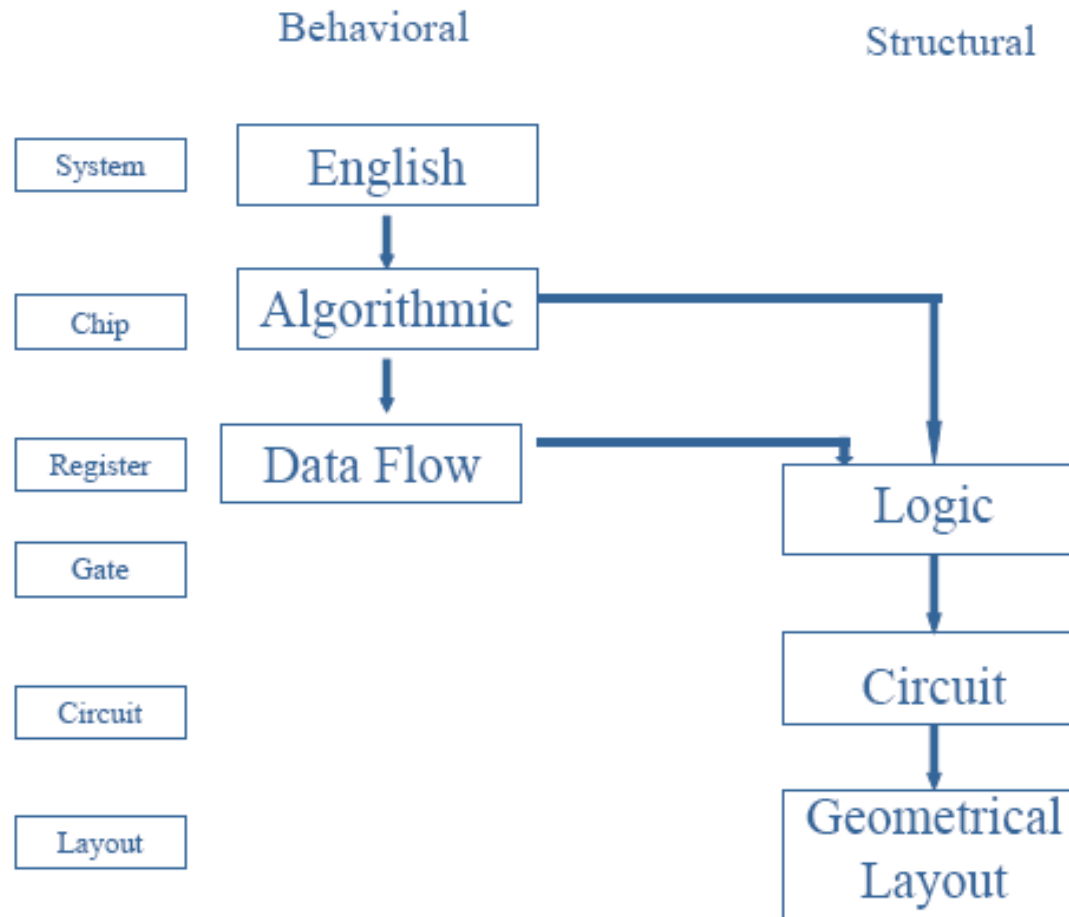 Behavioral
Structural
System
English
Chip
Algorithmic
Register
Data Flow
Logic
Gate
Circuit
Circuit
Layout
Geometrical
Layout